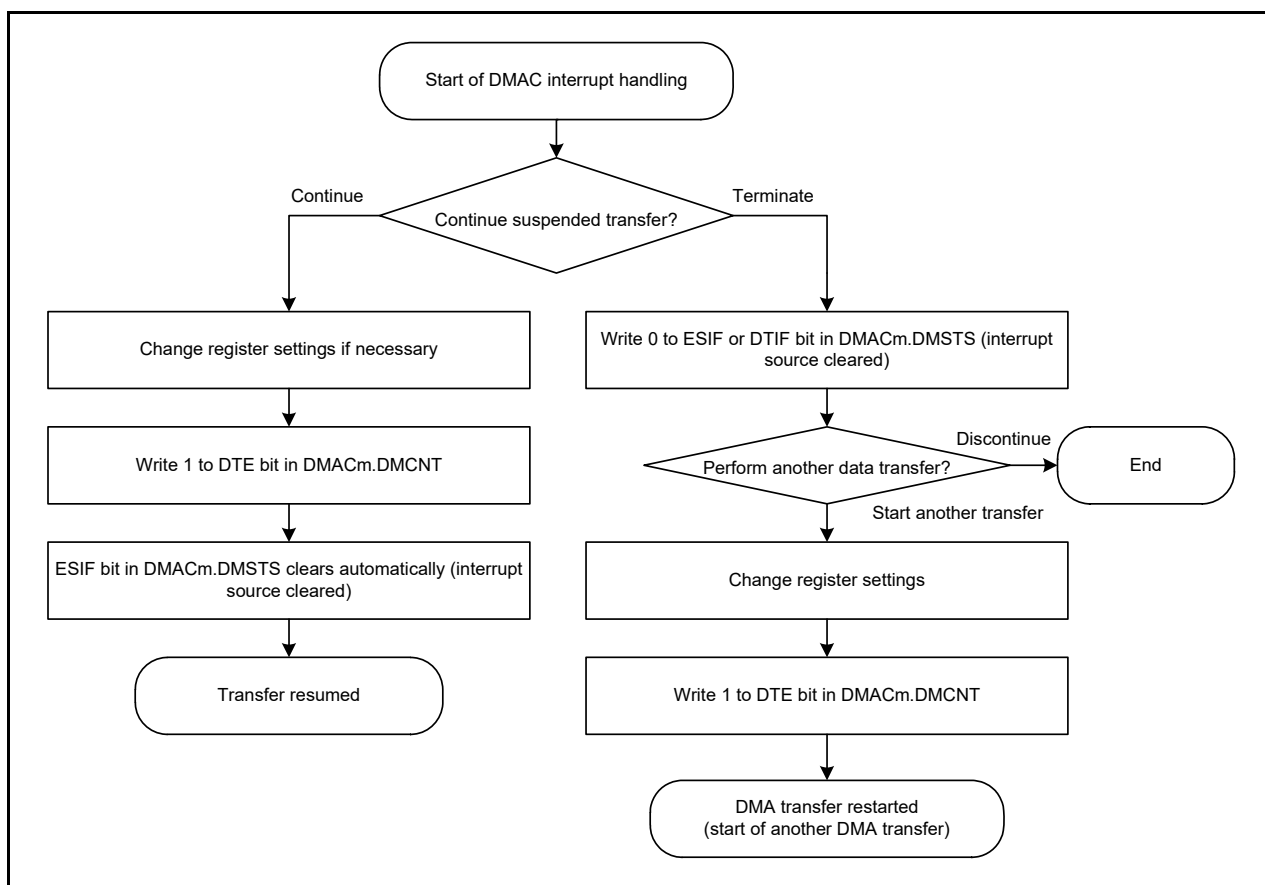 Start of DMAC interrupt handling
Continue
Terminate
Continue suspended transfer?
Change register settings if necessary
Write 1 to DTE bit in DMACm.DMCNT
ESIF bit in DMACm.DMSTS clears automatically (interrupt
source cleared)
Transfer resumed
Write 0 to ESIF or DTIF bit in DMACm.DMSTS (interrupt
source cleared)
Discontinue
Perform another data transfer?
End
Start another transfer
Change register settings
Write 1 to DTE bit in DMACm.DMCNT
DMA transfer restarted
(start of another DMA transfer)